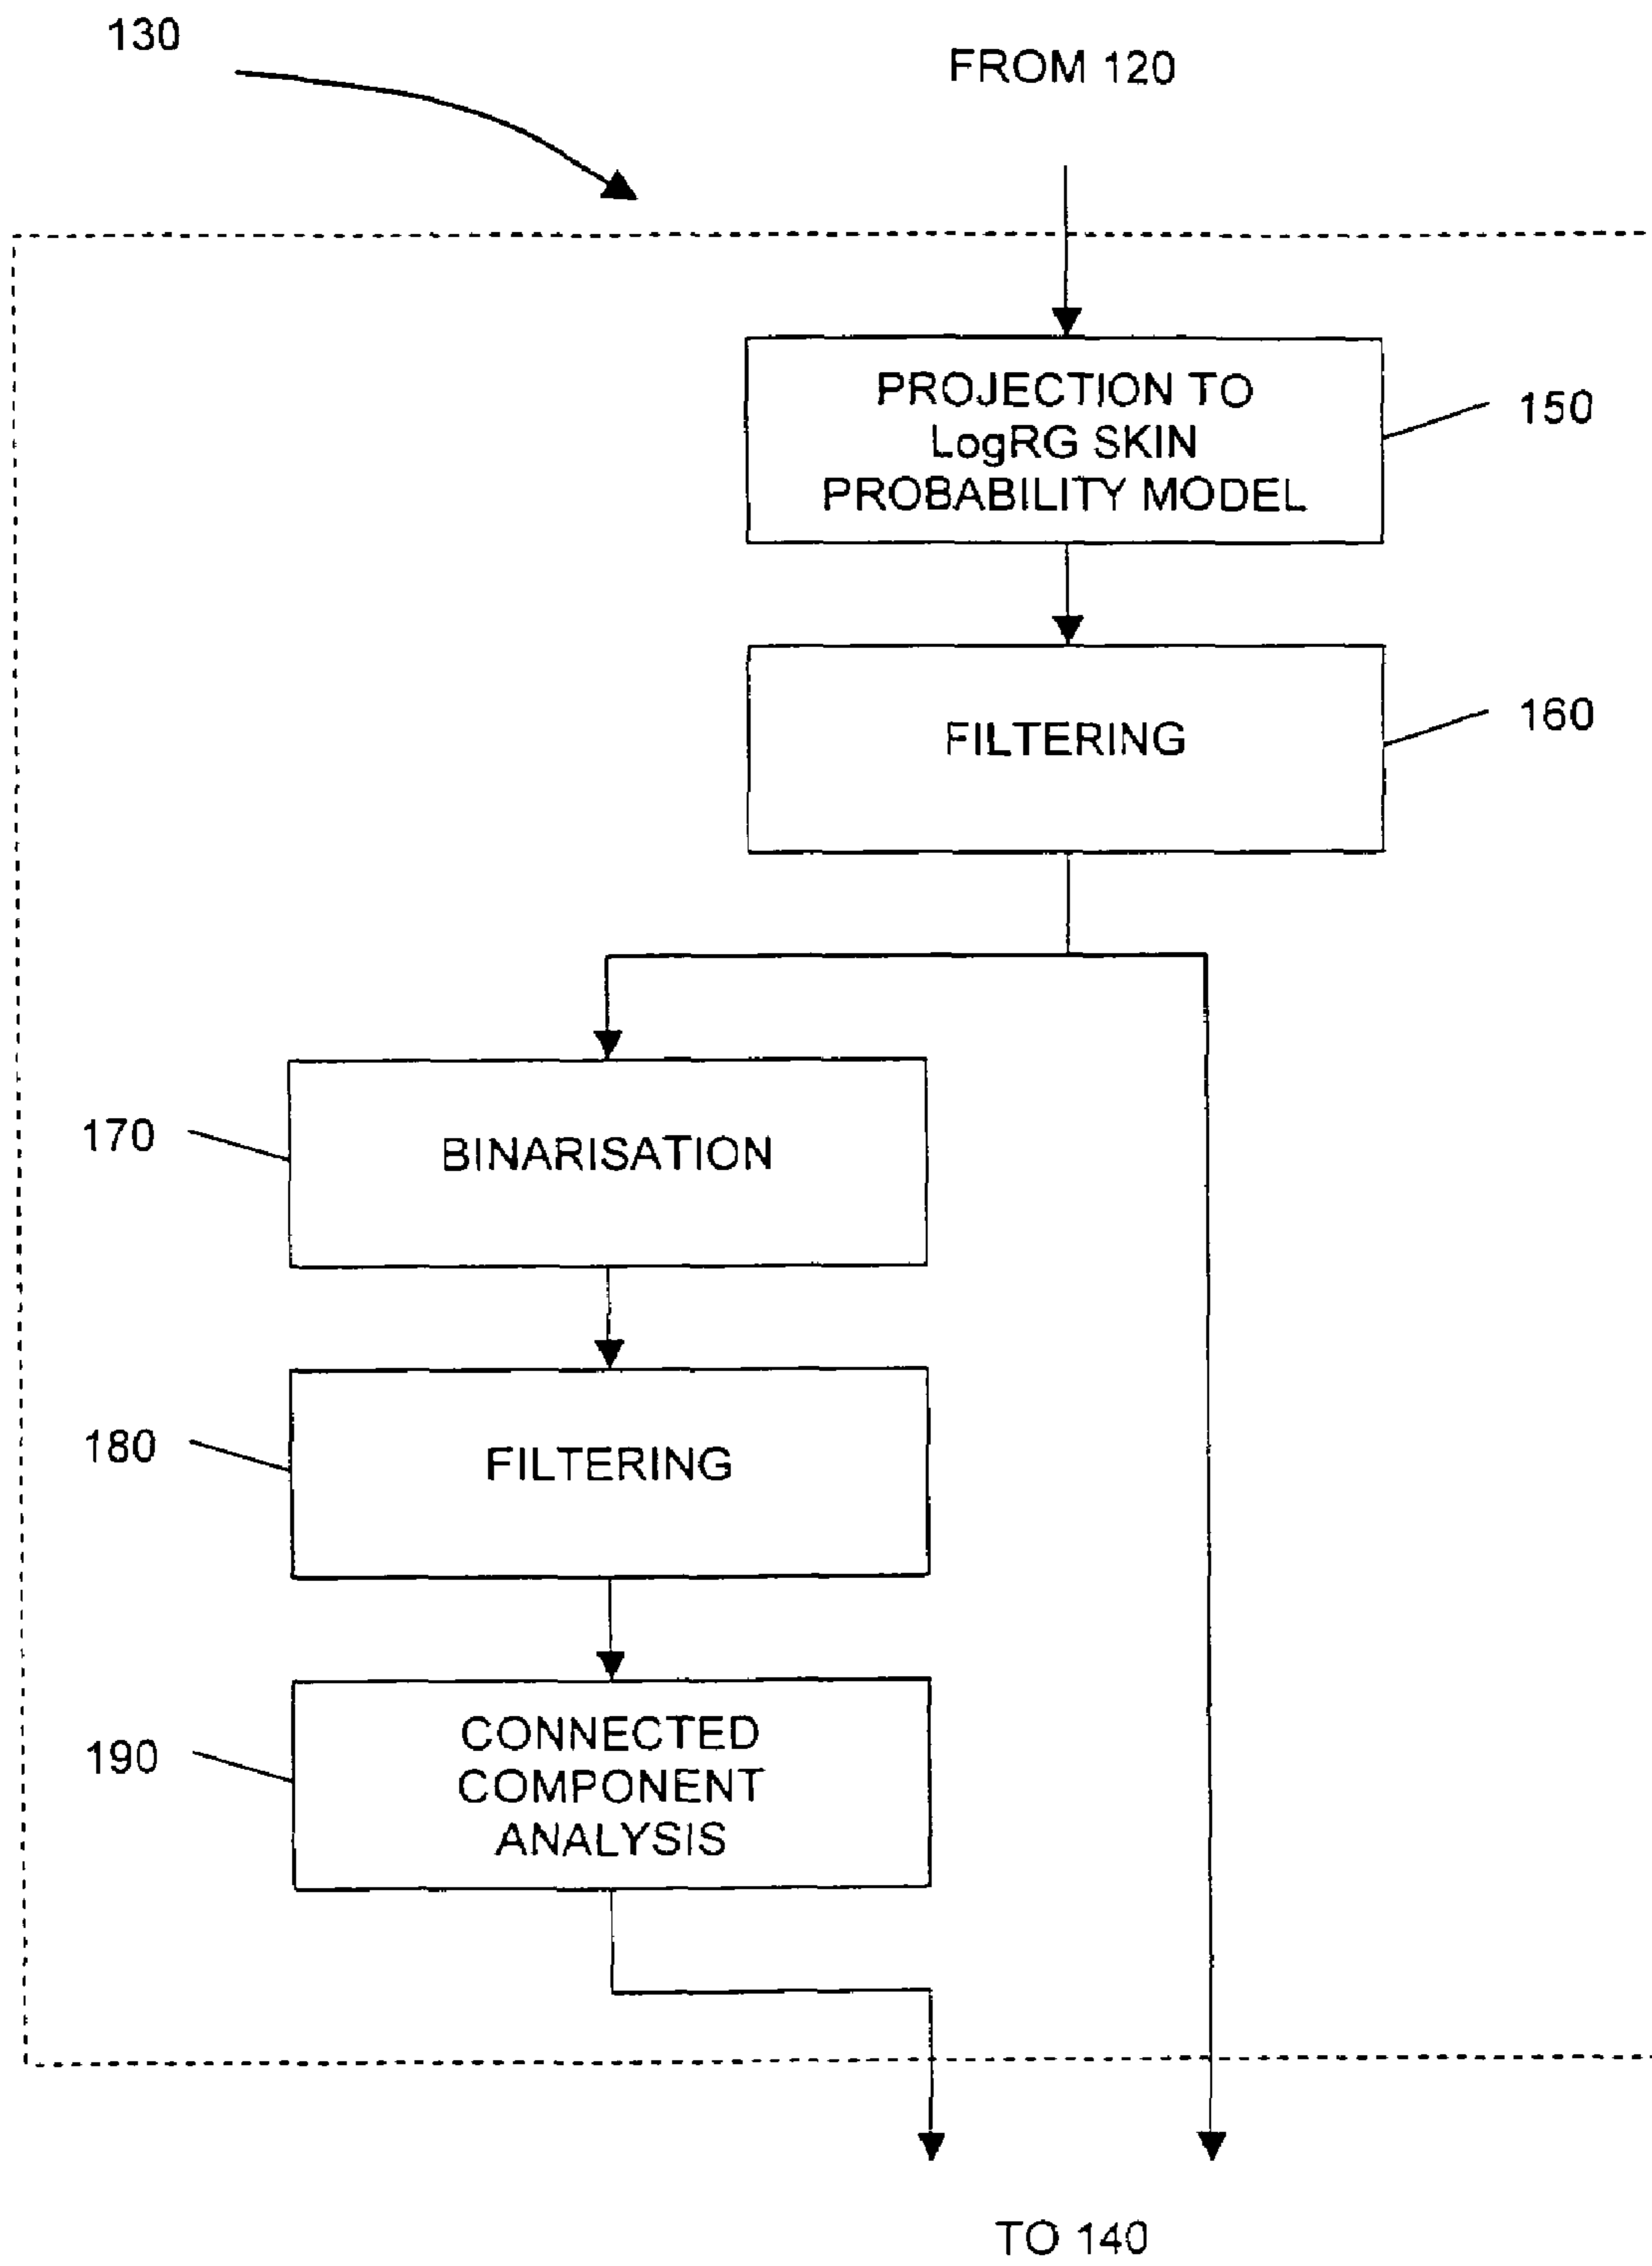 130
FROM 120
PROJECTION TO
LogRG SKIN
PROBABILITY MODEL
150
FILTERING
160
170
BINARISATION
180
FILTERING
190
CONNECTED
COMPONENT
ANALYSIS
TO 140